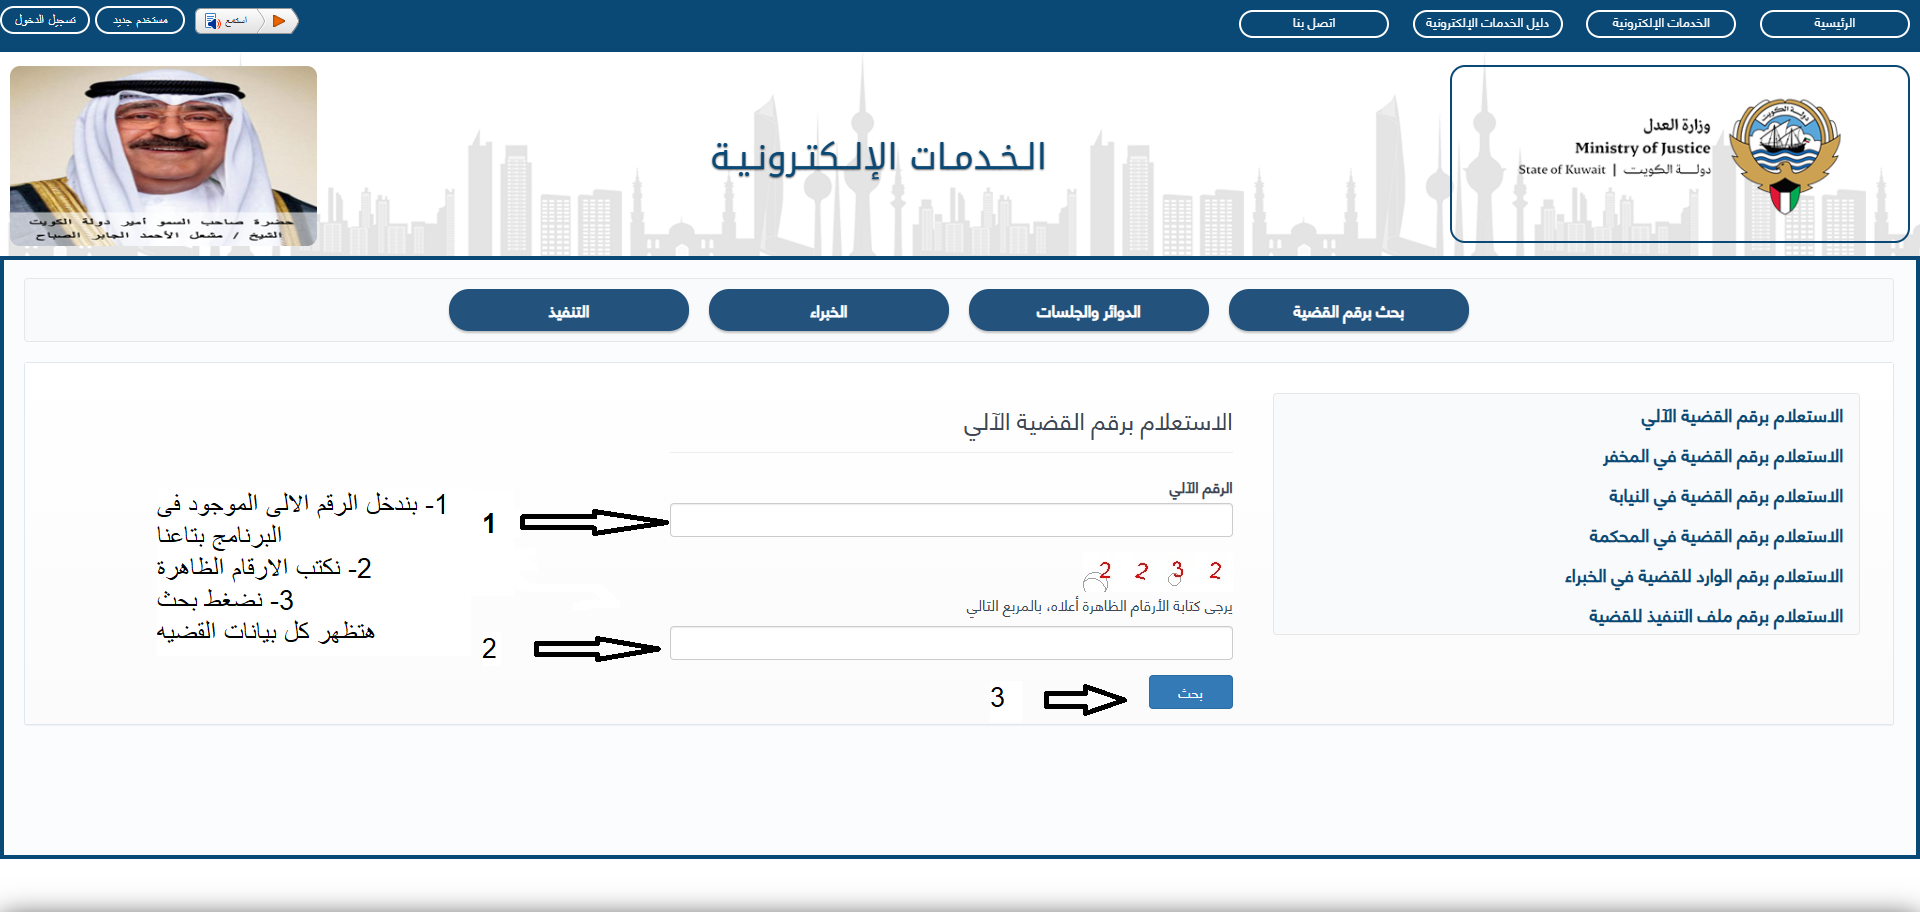 الرئيسية
الخدمات الإلكترونية
دليل الخدمات الإلكترونية
اتصل بنا
استمع
مستخدم جديد
تسجيل الدخول
دولة الكويت
وزارة العدل
Ministry of Justice
دولـــة الكويت | State of Kuwait
الخدمات الإلـكـتـرونـيـة
حضرة صاحب السمو أمير دولة الكويت
الشيخ / مشعل الأحمد الجابر الصباح
بحث برقم القضية
الدوائر والجلسات
الخبراء
التنفيذ
الاستعلام برقم القضية الآلي
الاستعلام برقم القضية في المخفر
الاستعلام برقم القضية في النيابة
الاستعلام برقم القضية في المحكمة
الاستعلام برقم الوارد للقضية في الخبراء
الاستعلام برقم ملف التنفيذ للقضية
الاستعلام برقم القضية الآلي
الرقم الآلي
2 2 3 2
يرجى كتابة الأرقام الظاهرة أعلاه، بالمربع التالي
بحث
1
2
3
1- بندخل الرقم الالى الموجود فى
البرنامج بتاعنا
2- نكتب الارقام الظاهرة
3- نضغط بحث
هتظهر كل بيانات القضيه